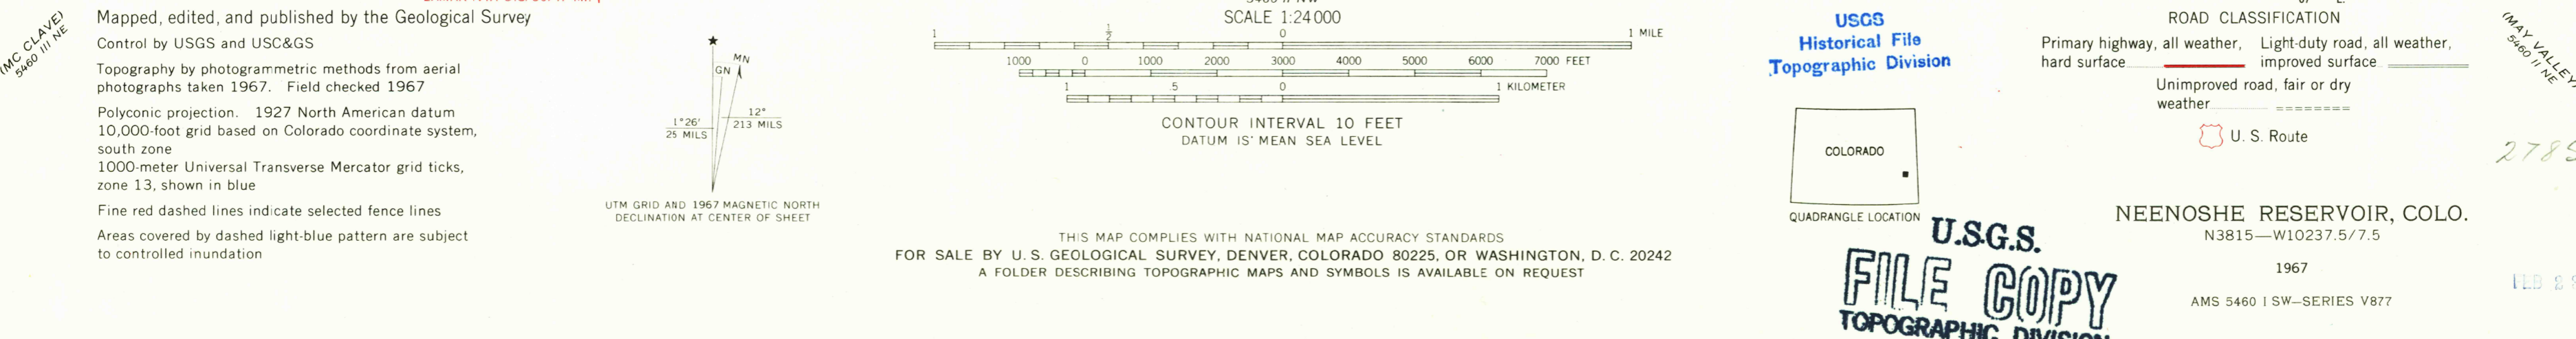 (MC CLAVE)
5460 III NE
Mapped, edited, and published by the Geological Survey
Control by USGS and USC&GS
Topography by photogrammetric methods from aerial
photographs taken 1967. Field checked 1967
Polyconic projection. 1927 North American datum
10,000-foot grid based on Colorado coordinate system,
south zone
1000-meter Universal Transverse Mercator grid ticks,
zone 13, shown in blue
Fine red dashed lines indicate selected fence lines
Areas covered by dashed light-blue pattern are subject
to controlled inundation
★
MN
GN
1°26′
25 MILS
12°
213 MILS
UTM GRID AND 1967 MAGNETIC NORTH
DECLINATION AT CENTER OF SHEET
SCALE 1:24000
1 ½ 0 1 MILE
1000 0 1000 2000 3000 4000 5000 6000 7000 FEET
1 .5 0 1 KILOMETER
CONTOUR INTERVAL 10 FEET
DATUM IS MEAN SEA LEVEL
THIS MAP COMPLIES WITH NATIONAL MAP ACCURACY STANDARDS
FOR SALE BY U. S. GEOLOGICAL SURVEY, DENVER, COLORADO 80225, OR WASHINGTON, D. C. 20242
A FOLDER DESCRIBING TOPOGRAPHIC MAPS AND SYMBOLS IS AVAILABLE ON REQUEST
USGS
Historical File
Topographic Division
COLORADO
QUADRANGLE LOCATION
U.S.G.S.
FILE COPY
TOPOGRAPHIC DIVISION
ROAD CLASSIFICATION
Primary highway, all weather,
hard surface
Light-duty road, all weather,
improved surface
Unimproved road, fair or dry
weather
U. S. Route
NEENOSHE RESERVOIR, COLO.
N3815—W10237.5/7.5
1967
AMS 5460 I SW—SERIES V877
(MAY VALLEY)
5460 II NE